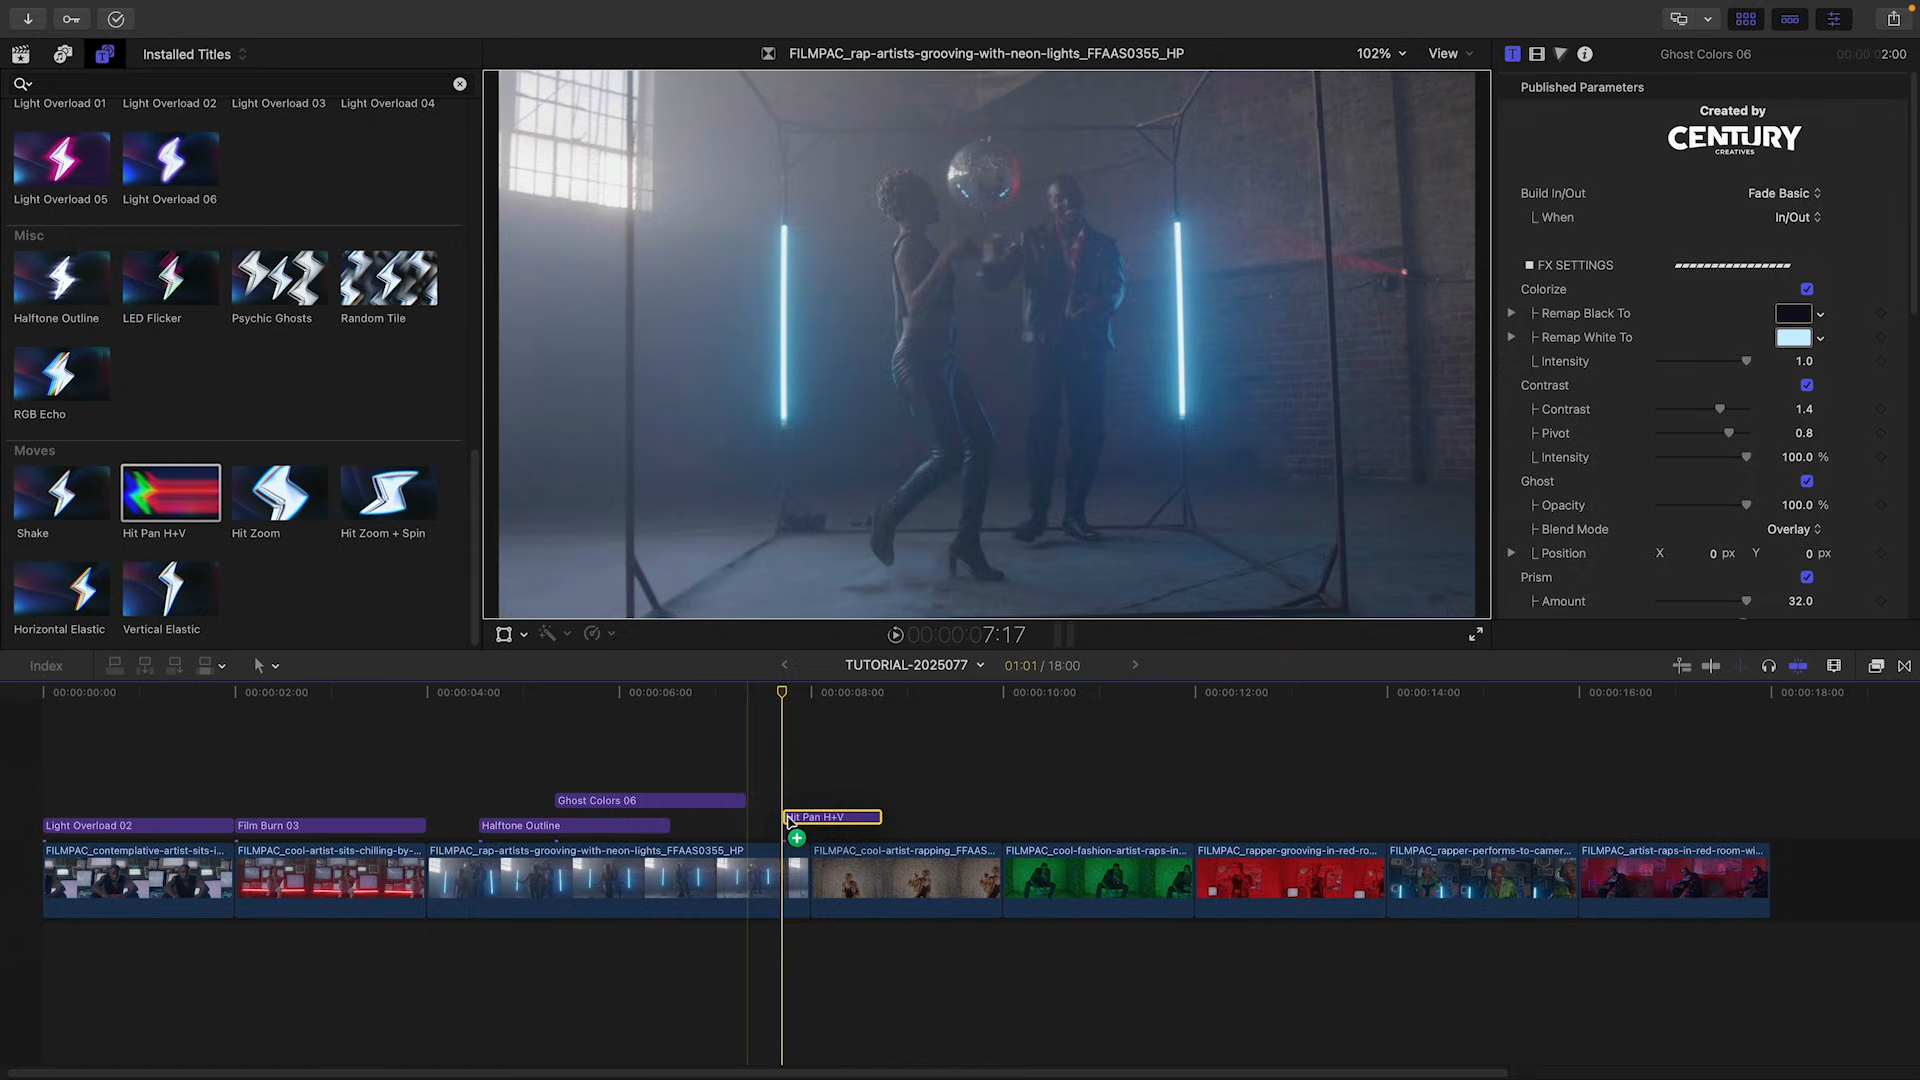 Installed Titles
FILMPAC_rap-artists-grooving-with-neon-lights_FFAAS0355_HP
102%
View
Ghost Colors 06
00:00:02:00
Light Overload 01
Light Overload 02
Light Overload 03
Light Overload 04
Light Overload 05
Light Overload 06
Misc
Halftone Outline
LED Flicker
Psychic Ghosts
Random Tile
RGB Echo
Moves
Shake
Hit Pan H+V
Hit Zoom
Hit Zoom + Spin
Horizontal Elastic
Vertical Elastic
Published Parameters
Created by
CENTURY
CREATIVES
Build In/Out
Fade Basic
When
In/Out
FX SETTINGS
Colorize
Remap Black To
Remap White To
Intensity
1.0
Contrast
Contrast
1.4
Pivot
0.8
Intensity
100.0 %
Ghost
Opacity
100.0 %
Blend Mode
Overlay
Position
X 0 px Y 0 px
Prism
Amount
32.0
00:00:07:17
Index
TUTORIAL-2025077
01:01 / 18:00
00:00:00:00
00:00:02:00
00:00:04:00
00:00:06:00
00:00:08:00
00:00:10:00
00:00:12:00
00:00:14:00
00:00:16:00
00:00:18:00
Ghost Colors 06
Hit Pan H+V
Light Overload 02
Film Burn 03
Halftone Outline
FILMPAC_contemplative-artist-sits-i...
FILMPAC_cool-artist-sits-chilling-by-...
FILMPAC_rap-artists-grooving-with-neon-lights_FFAAS0355_HP
FILMPAC_cool-artist-rapping_FFAAS...
FILMPAC_cool-fashion-artist-raps-in...
FILMPAC_rapper-grooving-in-red-ro...
FILMPAC_rapper-performs-to-camer...
FILMPAC_artist-raps-in-red-room-wi...